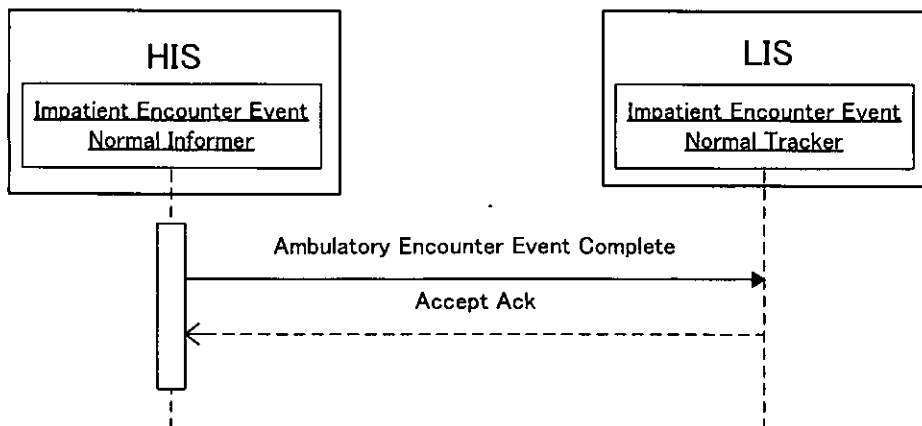 HIS
Impatient Encounter Event
Normal Informer
LIS
Impatient Encounter Event
Normal Tracker
Ambulatory Encounter Event Complete
Accept Ack